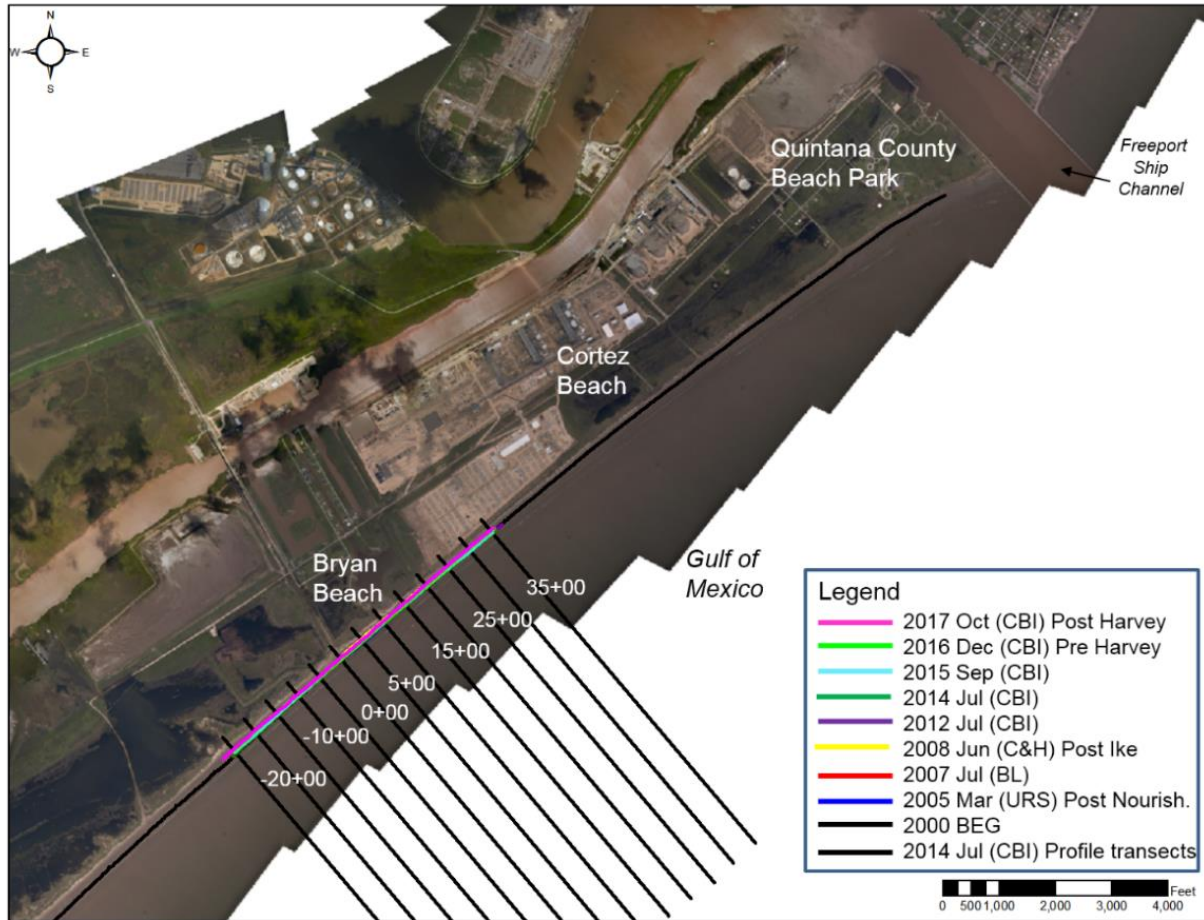 N
W E
S
Quintana County
Beach Park
Freeport
Ship
Channel
Cortez
Beach
Bryan
Beach
Gulf of
Mexico
35+00
25+00
15+00
5+00
0+00
-10+00
-20+00
Legend
2017 Oct (CBI) Post Harvey
2016 Dec (CBI) Pre Harvey
2015 Sep (CBI)
2014 Jul (CBI)
2012 Jul (CBI)
2008 Jun (C&H) Post Ike
2007 Jul (BL)
2005 Mar (URS) Post Nourish.
2000 BEG
2014 Jul (CBI) Profile transects
Feet
0 500 1,000 2,000 3,000 4,000